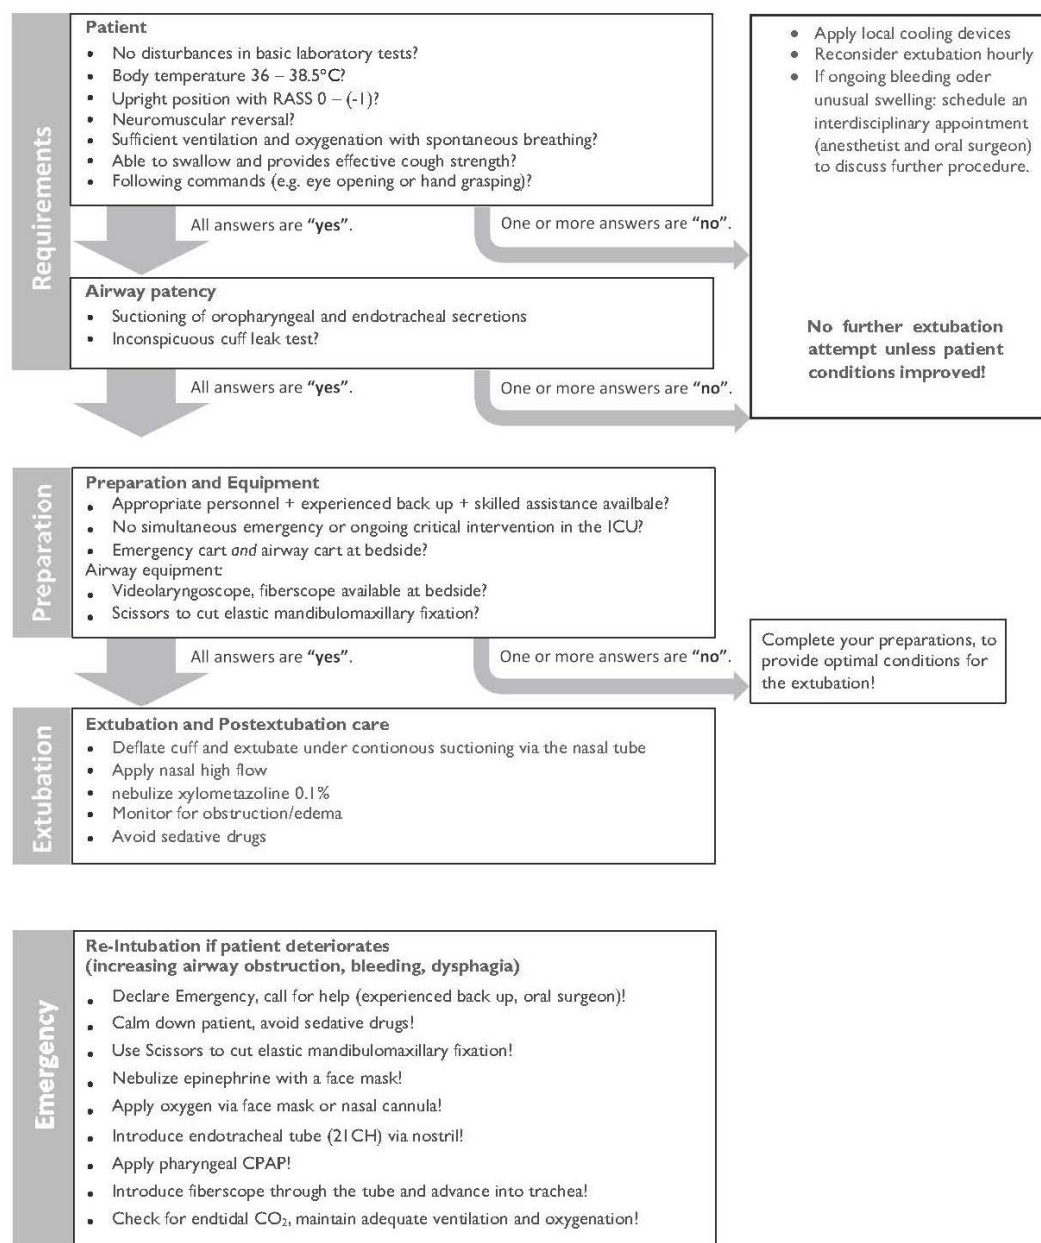 Requirements
Patient
• No disturbances in basic laboratory tests?
• Body temperature 36 – 38.5°C?
• Upright position with RASS 0 – (-1)?
• Neuromuscular reversal?
• Sufficient ventilation and oxygenation with spontaneous breathing?
• Able to swallow and provides effective cough strength?
• Following commands (e.g. eye opening or hand grasping)?
All answers are “yes”.
One or more answers are “no”.
• Apply local cooling devices
• Reconsider extubation hourly
• If ongoing bleeding oder
unusual swelling: schedule an
interdisciplinary appointment
(anesthetist and oral surgeon)
to discuss further procedure.
No further extubation
attempt unless patient
conditions improved!
Airway patency
• Suctioning of oropharyngeal and endotracheal secretions
• Inconspicuous cuff leak test?
All answers are “yes”.
One or more answers are “no”.
Preparation
Preparation and Equipment
• Appropriate personnel + experienced back up + skilled assistance availbale?
• No simultaneous emergency or ongoing critical intervention in the ICU?
• Emergency cart and airway cart at bedside?
Airway equipment:
• Videolaryngoscope, fiberscope available at bedside?
• Scissors to cut elastic mandibulomaxillary fixation?
All answers are “yes”.
One or more answers are “no”.
Complete your preparations, to
provide optimal conditions for
the extubation!
Extubation
Extubation and Postextubation care
• Deflate cuff and extubate under contionous suctioning via the nasal tube
• Apply nasal high flow
• nebulize xylometazoline 0.1%
• Monitor for obstruction/edema
• Avoid sedative drugs
Emergency
Re-Intubation if patient deteriorates
(increasing airway obstruction, bleeding, dysphagia)
• Declare Emergency, call for help (experienced back up, oral surgeon)!
• Calm down patient, avoid sedative drugs!
• Use Scissors to cut elastic mandibulomaxillary fixation!
• Nebulize epinephrine with a face mask!
• Apply oxygen via face mask or nasal cannula!
• Introduce endotracheal tube (21CH) via nostril!
• Apply pharyngeal CPAP!
• Introduce fiberscope through the tube and advance into trachea!
• Check for endtidal CO₂, maintain adequate ventilation and oxygenation!